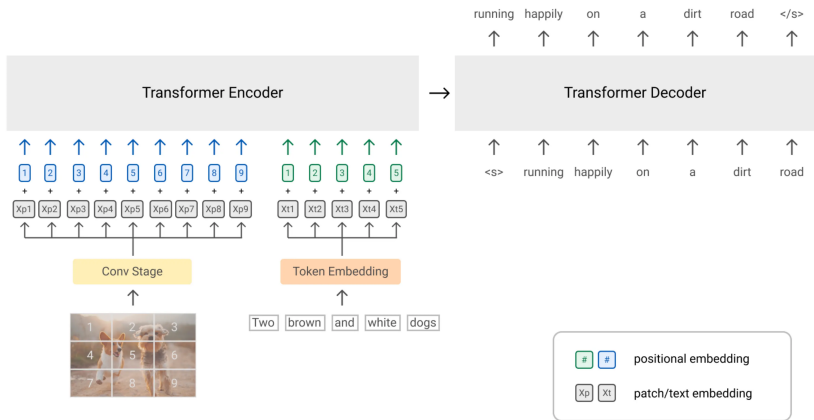 running happily on a dirt road </s>
Transformer Encoder
Transformer Decoder
1 2 3 4 5 6 7 8 9 1 2 3 4 5
+ + + + + + + + + + + + + +
<s> running happily on a dirt road
Xp1 Xp2 Xp3 Xp4 Xp5 Xp6 Xp7 Xp8 Xp9 Xt1 Xt2 Xt3 Xt4 Xt5
Conv Stage
Token Embedding
Two brown and white dogs
1 2 3
4 5 6
7 8 9
# # positional embedding
Xp Xt patch/text embedding